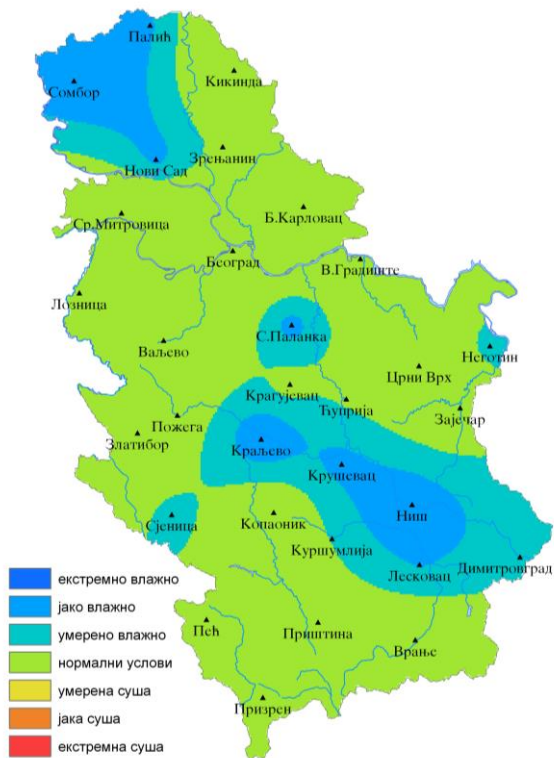 Палић
Кикинда
Сомбор
Зрењанин
Нови Сад
Б.Карловац
Ср.Митровица
Београд
В.Градиште
Лозница
С.Паланка
Ваљево
Неготин
Црни Врх
Крагујевац
Ћуприја
Зајечар
Пожега
Златибор
Краљево
Крушевац
Ниш
Сјеница
Копаоник
Куршумлија
Лесковац
Димитровград
Пећ
Приштина
Врање
Призрен
екстремно влажно
јако влажно
умерено влажно
нормални услови
умерена суша
јака суша
екстремна суша